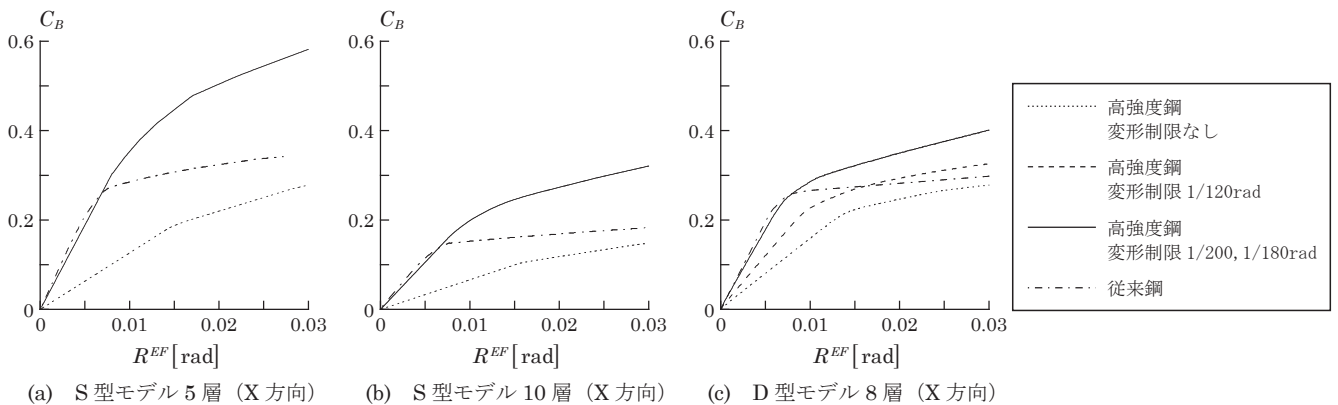 C_B
0.6
0.4
0.2
0
0 0.01 0.02 0.03
R^{EF} [rad]
(a) S 型モデル 5 層（X 方向）
C_B
0.6
0.4
0.2
0
0 0.01 0.02 0.03
R^{EF} [rad]
(b) S 型モデル 10 層（X 方向）
C_B
0.6
0.4
0.2
0
0 0.01 0.02 0.03
R^{EF} [rad]
(c) D 型モデル 8 層（X 方向）
高強度鋼
変形制限なし
高強度鋼
変形制限 1/120rad
高強度鋼
変形制限 1/200, 1/180rad
従来鋼